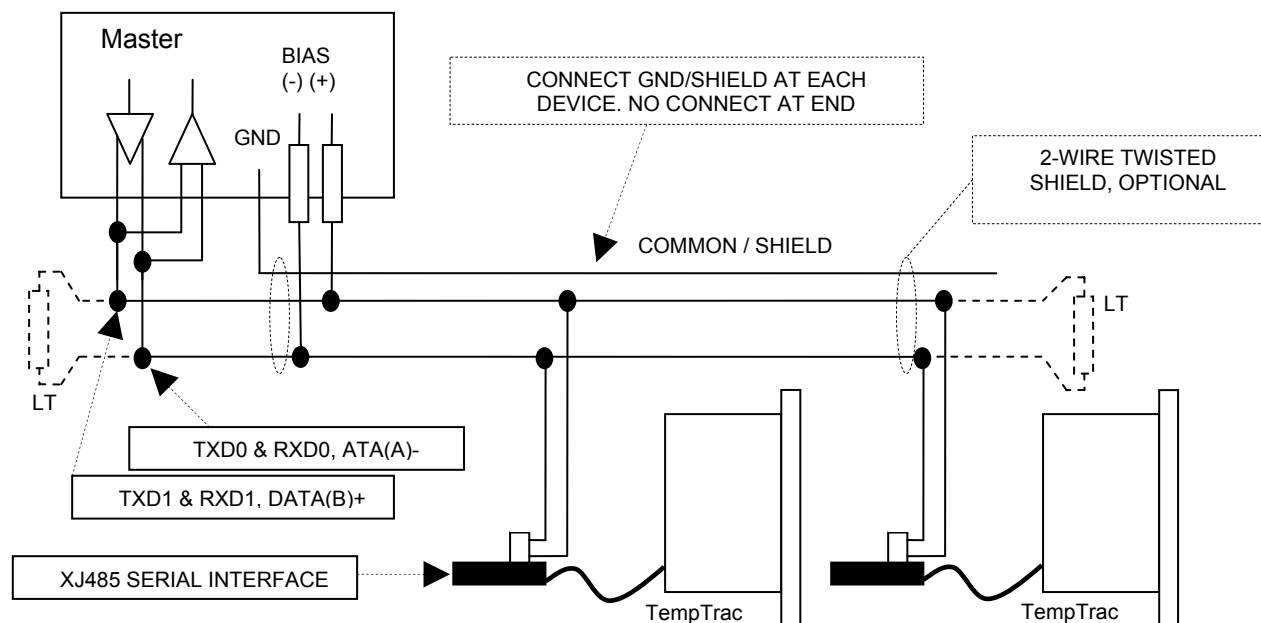 Master
BIAS
(-) (+)
GND
CONNECT GND/SHIELD AT EACH
DEVICE. NO CONNECT AT END
2-WIRE TWISTED
SHIELD, OPTIONAL
COMMON / SHIELD
LT
LT
TXD0 & RXD0, ATA(A)-
TXD1 & RXD1, DATA(B)+
XJ485 SERIAL INTERFACE
TempTrac
TempTrac